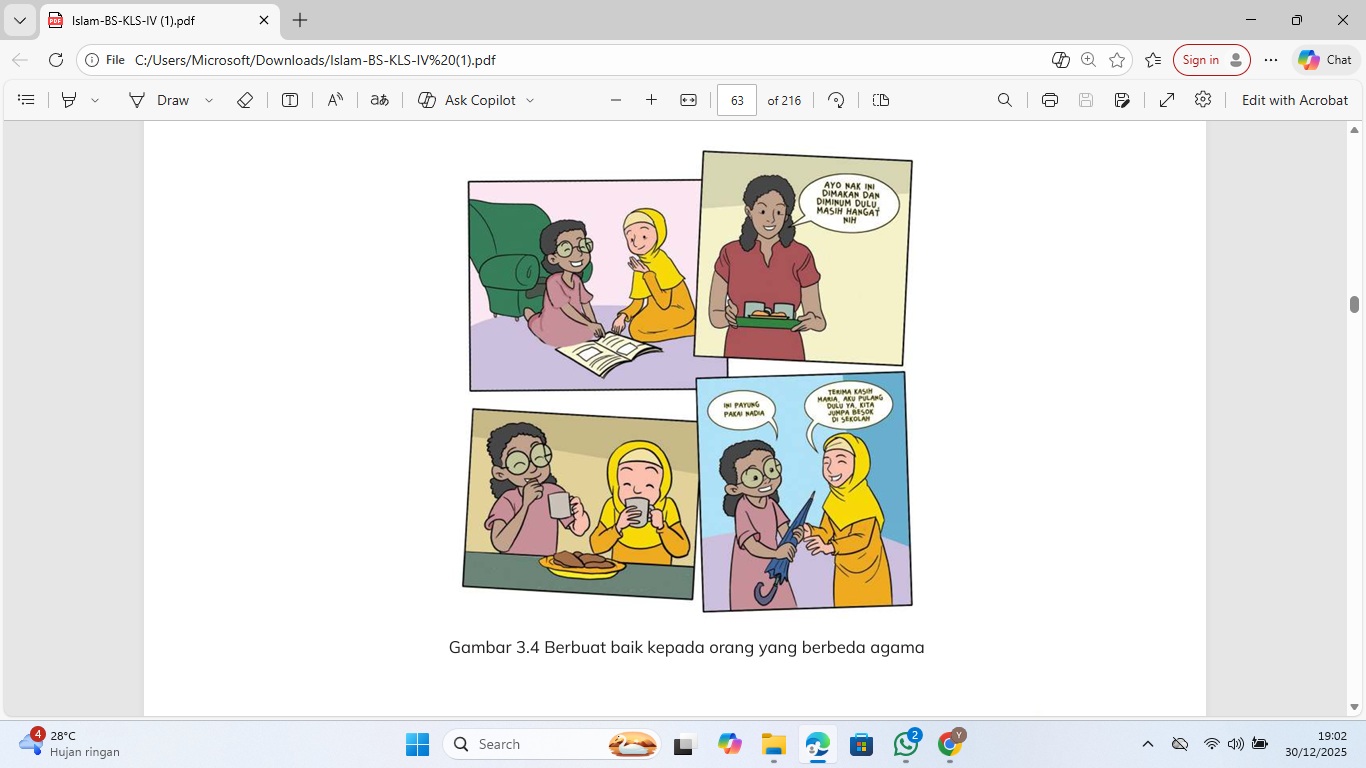 Islam-BS-KLS-IV (1).pdf
File C:/Users/Microsoft/Downloads/Islam-BS-KLS-IV%20(1).pdf
Sign in
Chat
Draw
Ask Copilot
63 of 216
Edit with Acrobat
AYO NAK INI
DIMAKAN DAN
DIMINUM DULU,
MASIH HANGAT
NIH
INI PAYUNG
PAKAI NADIA
TERIMA KASIH
MARIA, AKU PULANG
DULU YA. KITA
JUMPA BESOK
DI SEKOLAH
Gambar 3.4 Berbuat baik kepada orang yang berbeda agama
4
28°C
Hujan ringan
Search
2
Y
19:02
30/12/2025